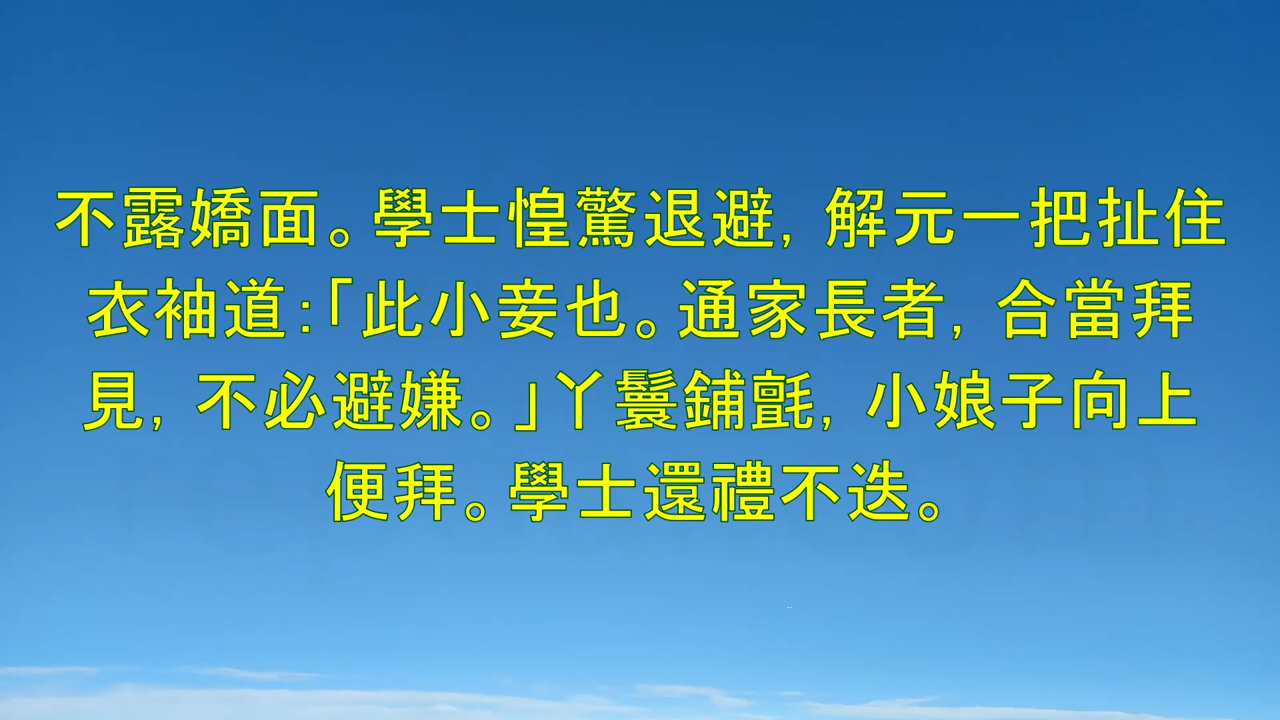 不露嬌面。學士惶驚退避，解元一把扯住
衣袖道：「此小妾也。通家長者，合當拜
見，不必避嫌。」丫鬟鋪氈，小娘子向上
便拜。學士還禮不迭。